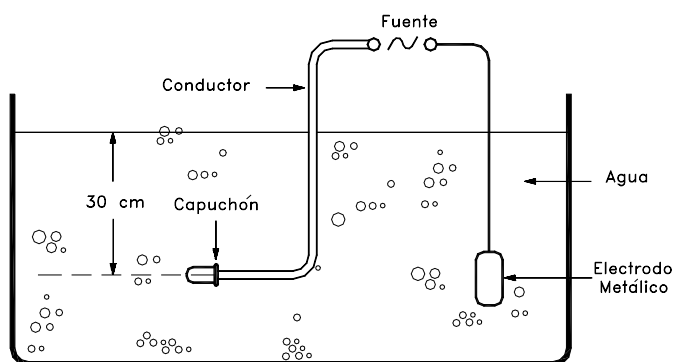 Fuente
Conductor
30 cm
Capuchón
Agua
Electrodo
Metálico